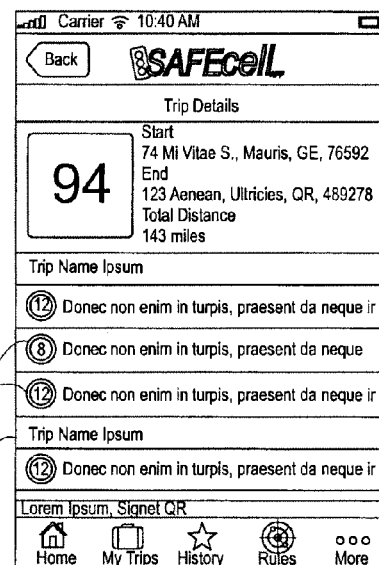 Carrier 10:40 AM
Back SAFEcell
Trip Details
94
Start
74 Mi Vitae S., Mauris, GE, 76592
End
123 Aenean, Ultricies, QR, 489278
Total Distance
143 miles
Trip Name Ipsum
12 Donec non enim in turpis, praesent da neque ir
8 Donec non enim in turpis, praesent da neque
12 Donec non enim in turpis, praesent da neque ir
Trip Name Ipsum
12 Donec non enim in turpis, praesent da neque ir
Lorem Ipsum, Signet QR
Home My Trips History Rules More